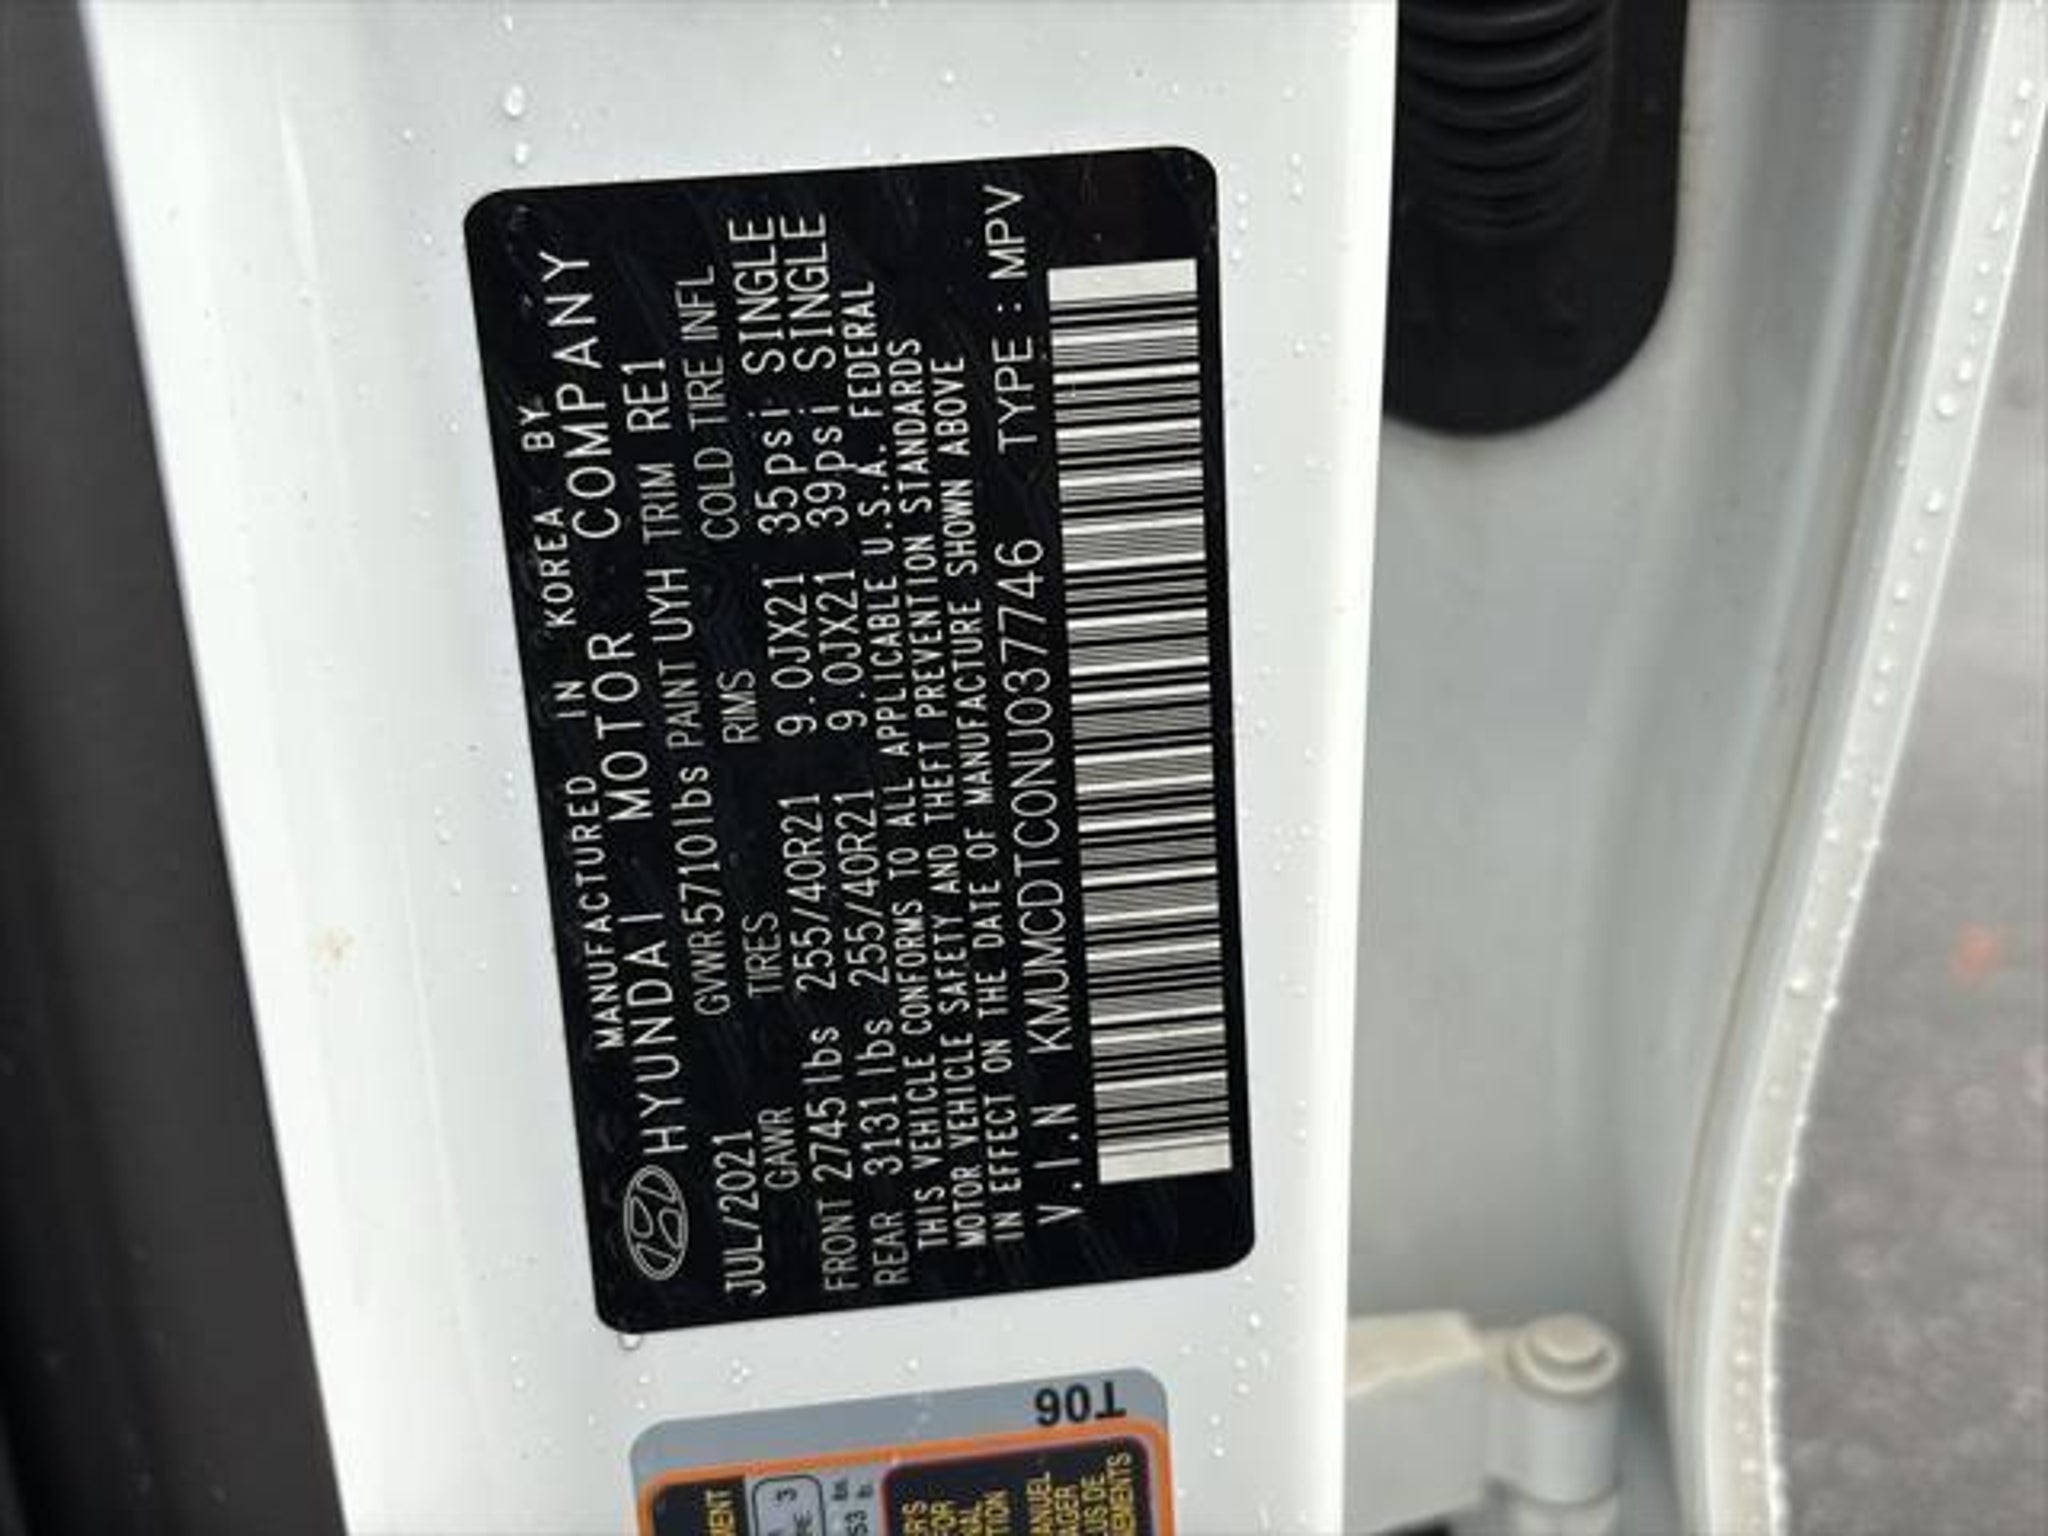 MANUFACTURED IN KOREA BY
HYUNDAI MOTOR COMPANY
JUL/2021 GVWR5710lbs PAINT UYH TRIM RE1
GAWR TIRES RIMS COLD TIRE INFL
FRONT 2745lbs 255/40R21 9.0JX21 35psi SINGLE
REAR 3131lbs 255/40R21 9.0JX21 39psi SINGLE
THIS VEHICLE CONFORMS TO ALL APPLICABLE U.S.A. FEDERAL
MOTOR VEHICLE SAFETY AND THEFT PREVENTION STANDARDS
IN EFFECT ON THE DATE OF MANUFACTURE SHOWN ABOVE
V.I.N KMUMCDTC0NU037746 TYPE : MPV
T06